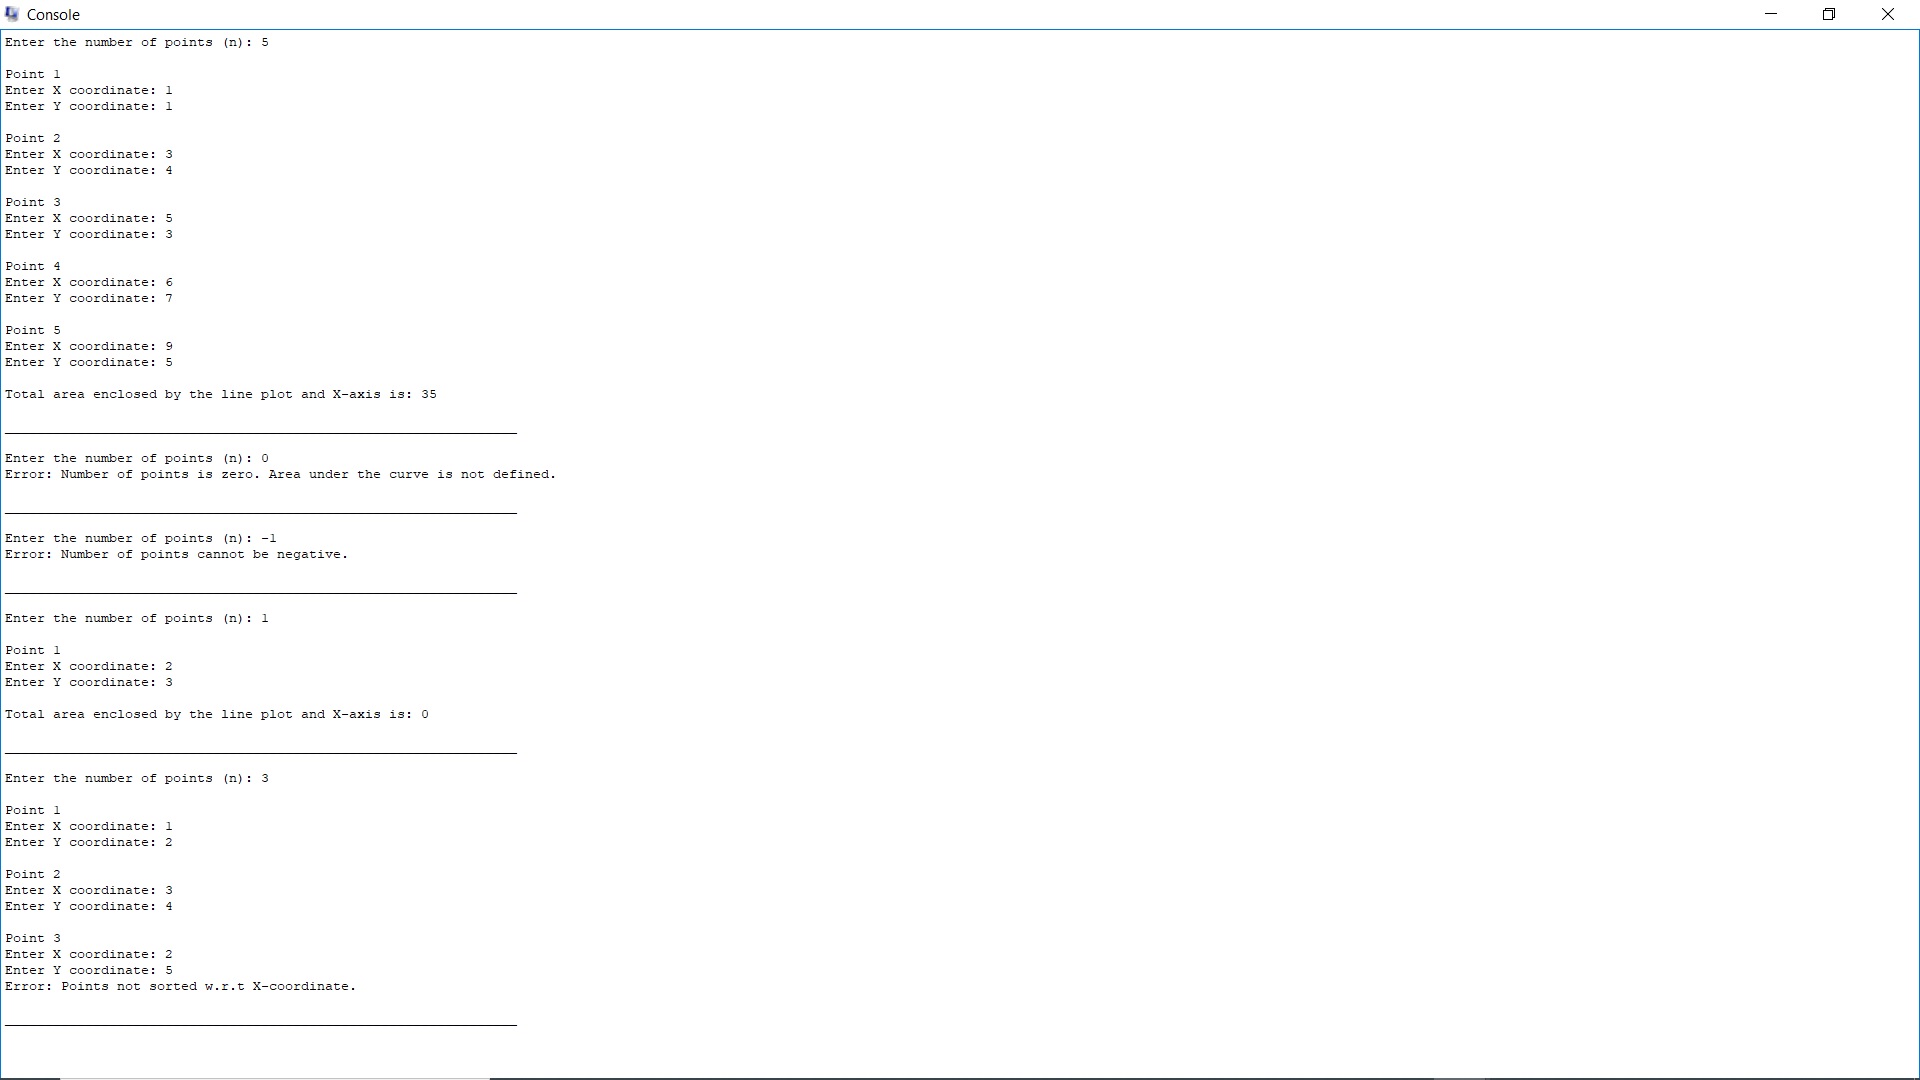 Console
Enter the number of points (n): 5
Point 1
Enter X coordinate: 1
Enter Y coordinate: 1
Point 2
Enter X coordinate: 3
Enter Y coordinate: 4
Point 3
Enter X coordinate: 5
Enter Y coordinate: 3
Point 4
Enter X coordinate: 6
Enter Y coordinate: 7
Point 5
Enter X coordinate: 9
Enter Y coordinate: 5
Total area enclosed by the line plot and X-axis is: 35
Enter the number of points (n): 0
Error: Number of points is zero. Area under the curve is not defined.
Enter the number of points (n): -1
Error: Number of points cannot be negative.
Enter the number of points (n): 1
Point 1
Enter X coordinate: 2
Enter Y coordinate: 3
Total area enclosed by the line plot and X-axis is: 0
Enter the number of points (n): 3
Point 1
Enter X coordinate: 1
Enter Y coordinate: 2
Point 2
Enter X coordinate: 3
Enter Y coordinate: 4
Point 3
Enter X coordinate: 2
Enter Y coordinate: 5
Error: Points not sorted w.r.t X-coordinate.